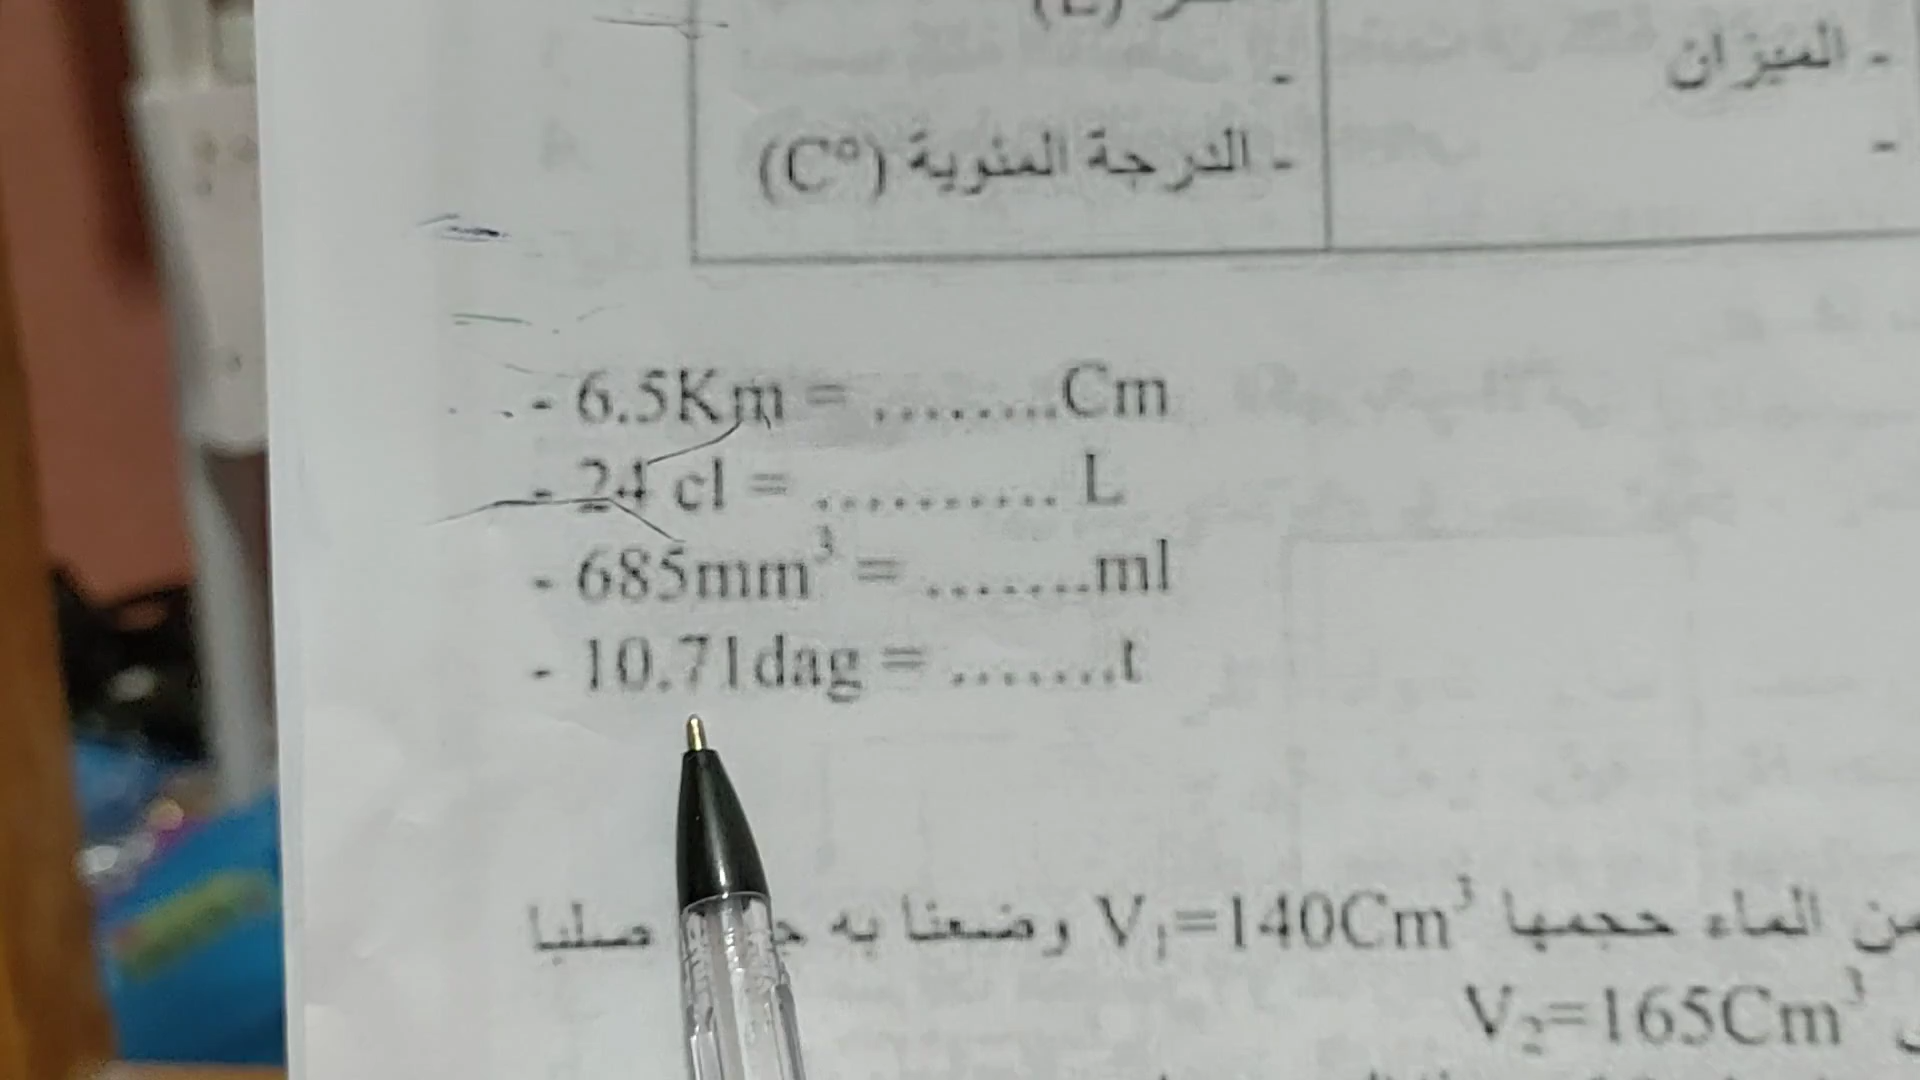 (L)
- الميزان
-
-
- الدرجة المئوية (C°)
- 6.5Km = ........Cm
- 24 cl = .......... L
- 685mm³ = .......ml
- 10.71dag = .......t
من الماء حجمها V₁=140Cm³ وضعنا به صلبا
V₂=165Cm³